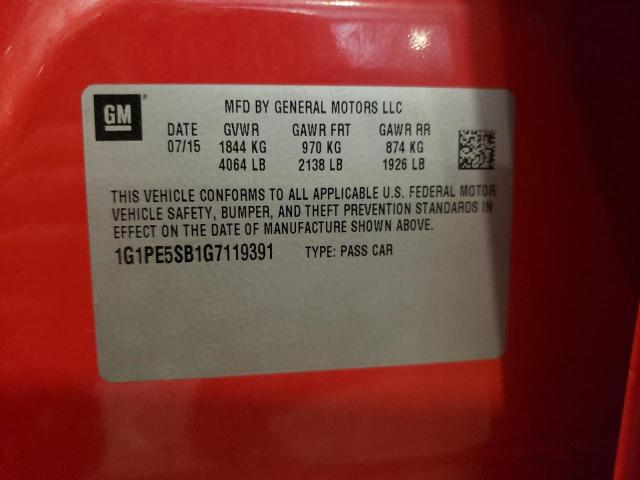 GM
MFD BY GENERAL MOTORS LLC
DATE GVWR GAWR FRT GAWR RR
07/15 1844 KG 970 KG 874 KG
4064 LB 2138 LB 1926 LB
THIS VEHICLE CONFORMS TO ALL APPLICABLE U.S. FEDERAL MOTOR
VEHICLE SAFETY, BUMPER, AND THEFT PREVENTION STANDARDS IN
EFFECT ON THE DATE OF MANUFACTURE SHOWN ABOVE.
1G1PE5SB1G7119391 TYPE: PASS CAR